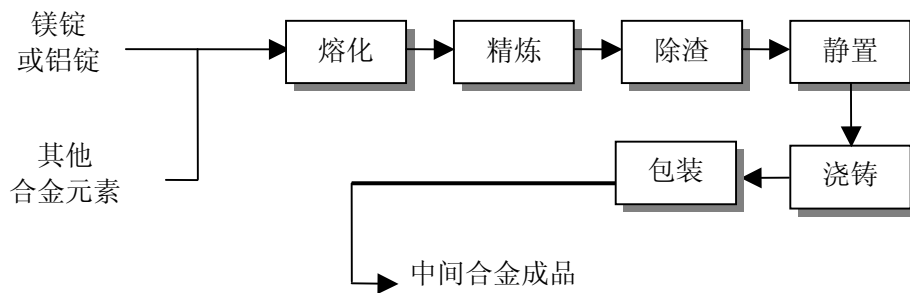 镁锭
或铝锭
熔化
精炼
除渣
静置
其他
合金元素
包装
浇铸
中间合金成品